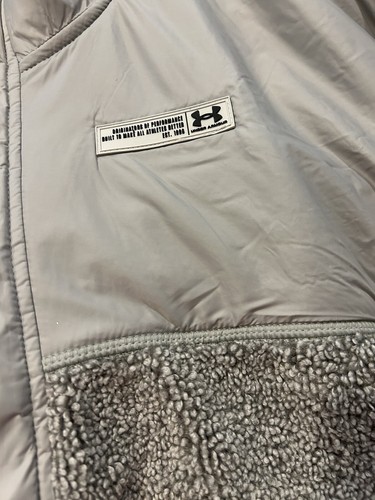 ORIGINATORS OF PERFORMANCE
BUILT TO MAKE ALL ATHLETES BETTER
EST. 1996
UNDER ARMOUR